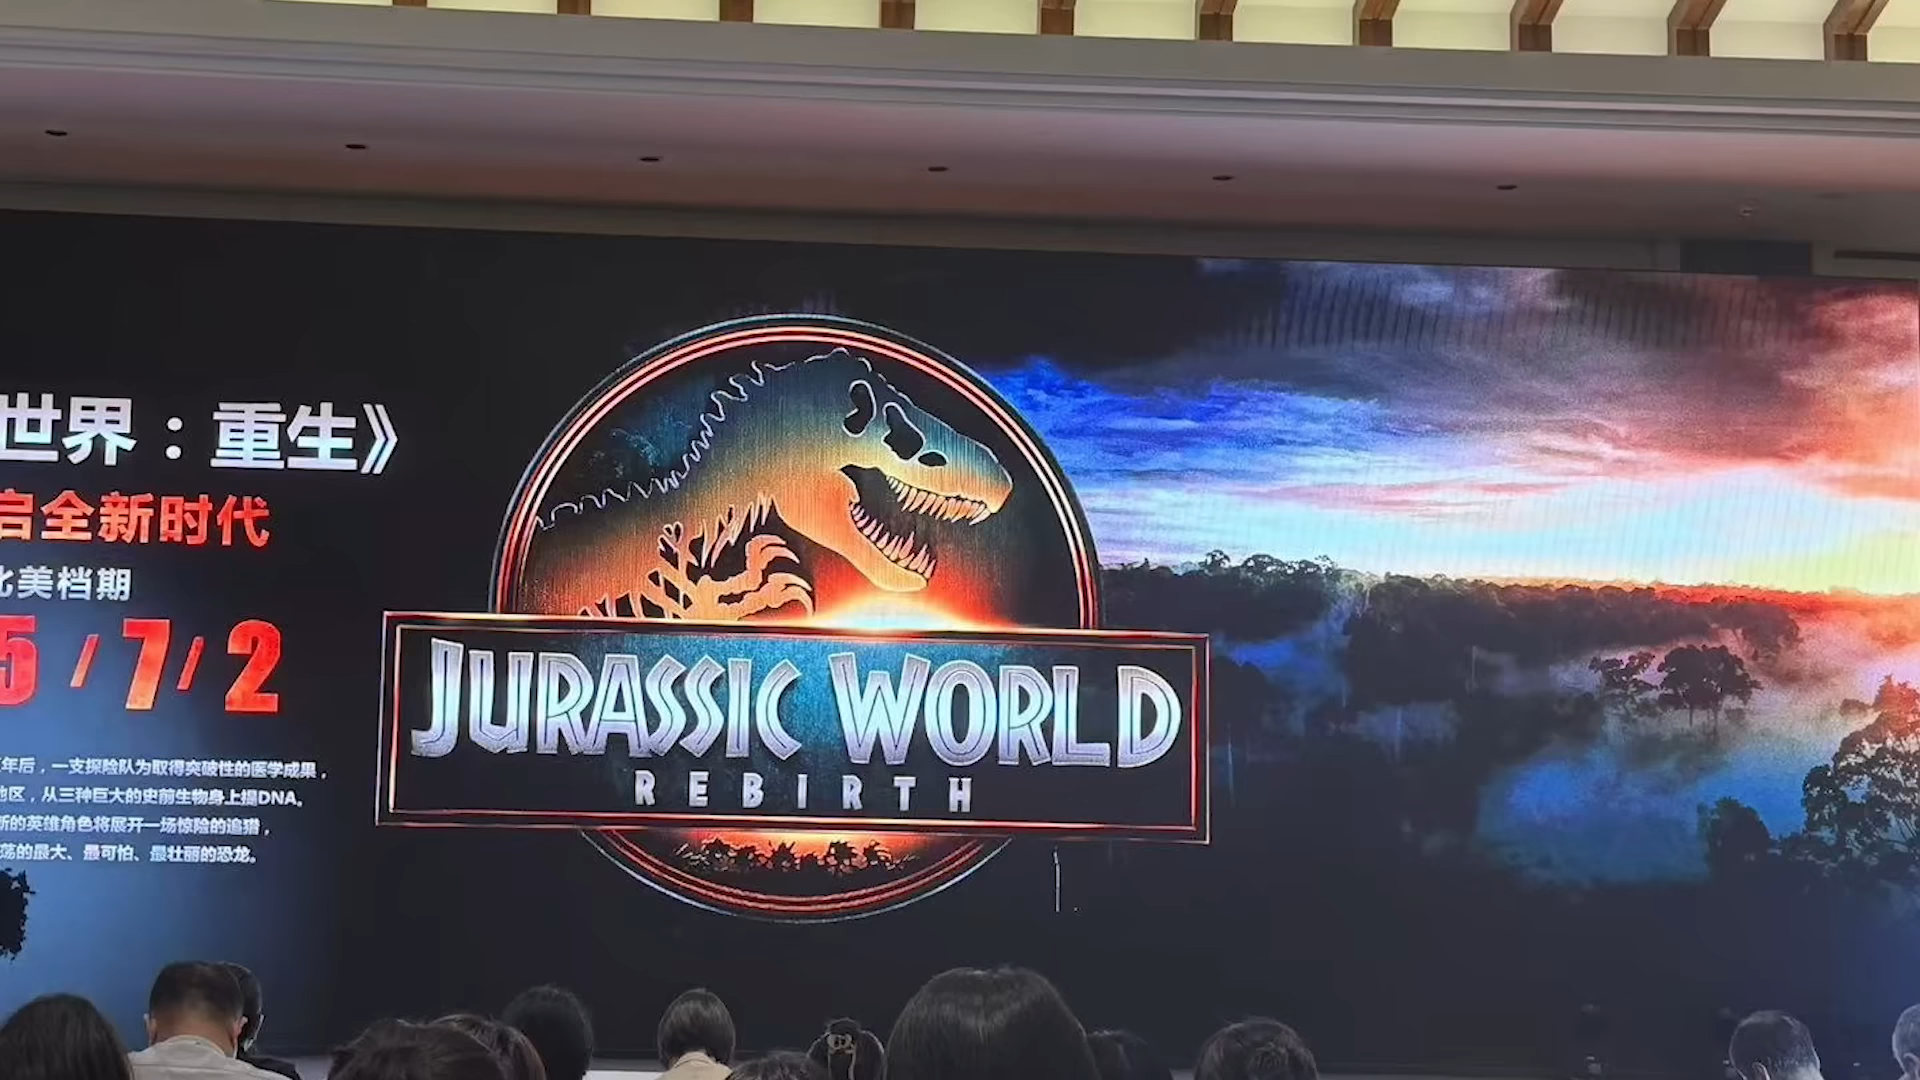 世界：重生》
启全新时代
北美档期
5/7/2
年后，一支探险队为取得突破性的医学成果，
地区，从三种巨大的史前生物身上提DNA。
新的英雄角色将展开一场惊险的追猎，
荡的最大、最可怕、最壮丽的恐龙。
JURASSIC WORLD
REBIRTH